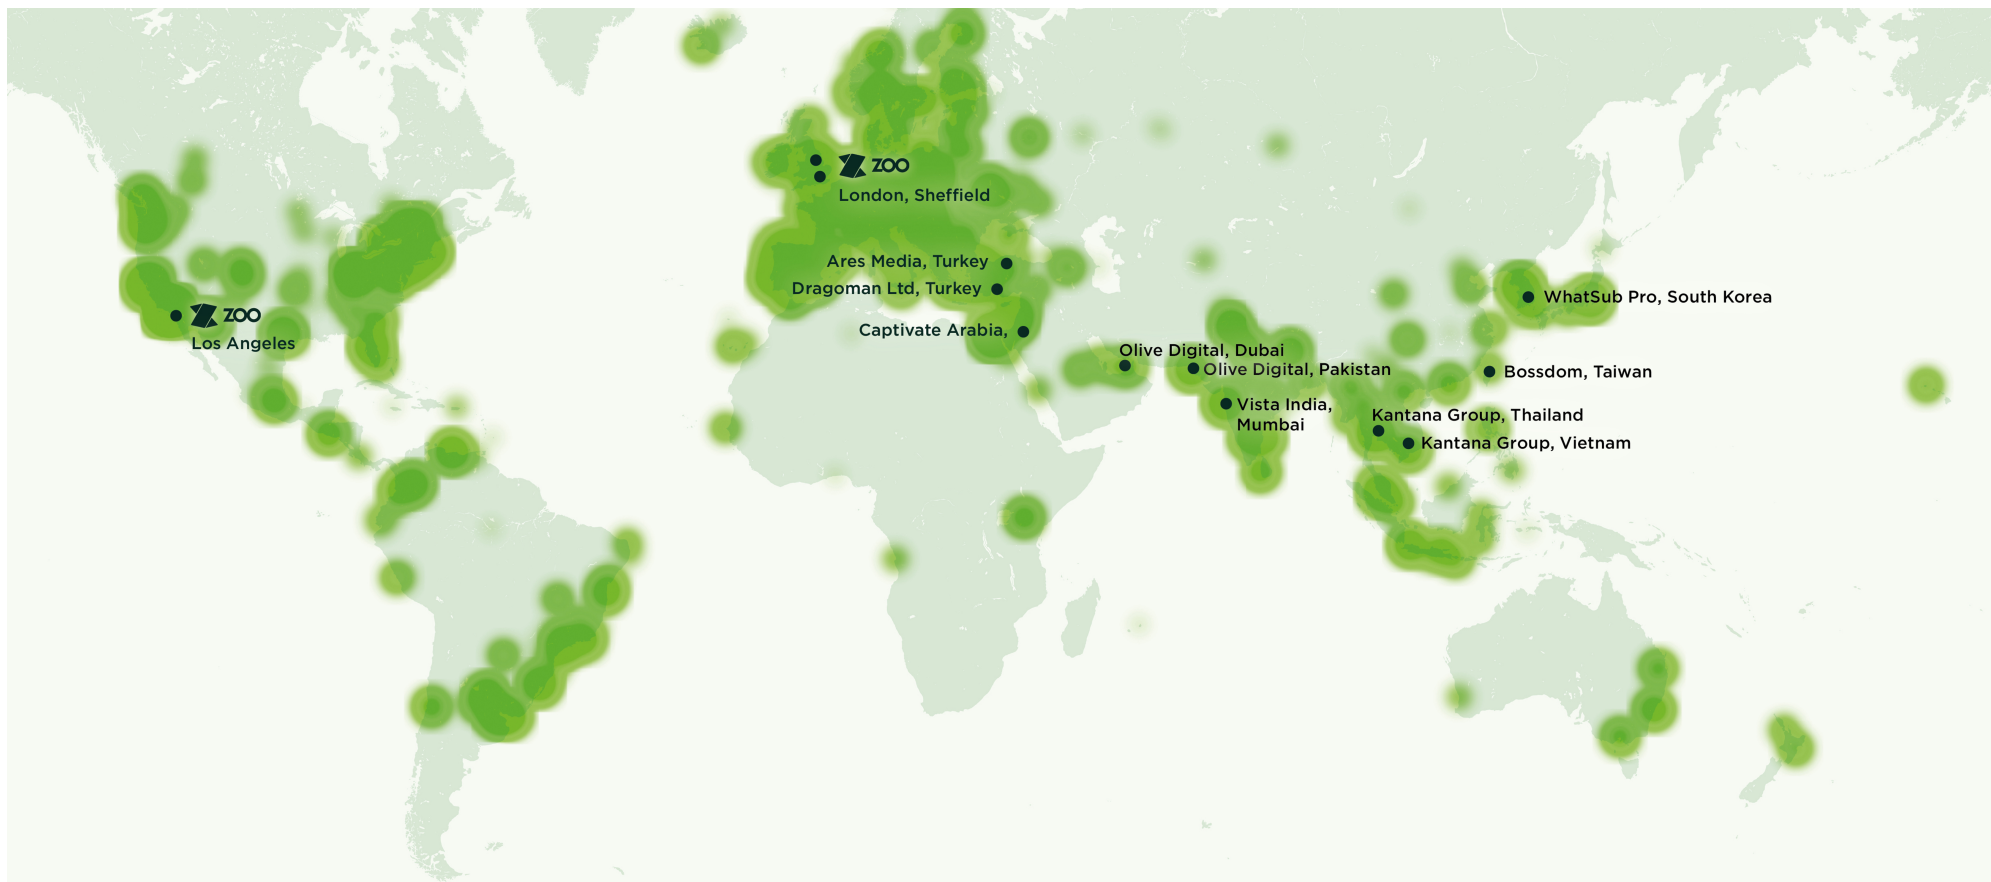 ZOO
London, Sheffield
Ares Media, Turkey
Dragoman Ltd, Turkey
Captivate Arabia,
ZOO
Los Angeles
WhatSub Pro, South Korea
Olive Digital, Dubai
Olive Digital, Pakistan
Bossdom, Taiwan
Vista India,
Mumbai
Kantana Group, Thailand
Kantana Group, Vietnam